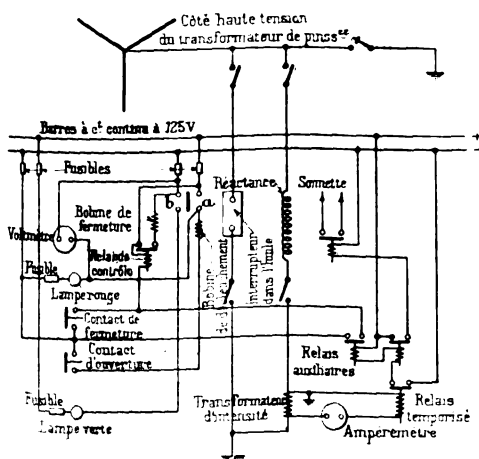 Côté haute tension
du transformateur de puissce
Barres à ct continu à 125V
Fusibles
b
a
Réactance
Sonnette
Bobine de
fermeture
Voltmètre
Relais de
contrôle
Fusible
Lampe rouge
Bobine
de déclenchement
interrupteur
dans l'huile
Contact de
fermeture
Contact
d'ouverture
Relais
auxiliaires
Fusible
Lampe verte
Transformateur
d'intensité
Ampèremètre
Relais
temporisé